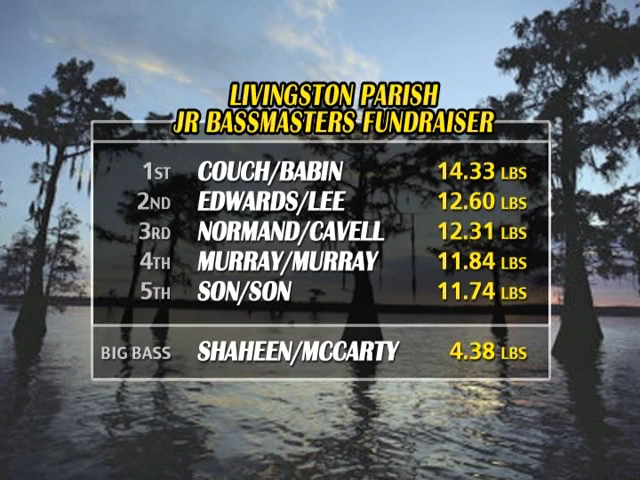 LIVINGSTON PARISH
JR BASSMASTERS FUNDRAISER
1ST COUCH/BABIN 14.33 LBS
2ND EDWARDS/LEE 12.60 LBS
3RD NORMAND/CAVELL 12.31 LBS
4TH MURRAY/MURRAY 11.84 LBS
5TH SON/SON 11.74 LBS
BIG BASS SHAHEEN/MCCARTY 4.38 LBS